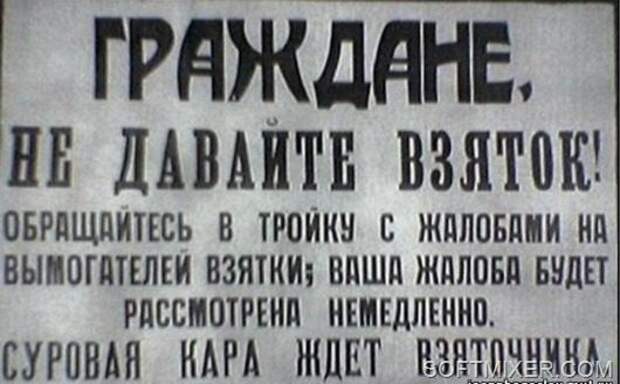 ГРАЖДАНЕ,
НЕ ДАВАЙТЕ ВЗЯТОК!
ОБРАЩАЙТЕСЬ В ТРОЙКУ С ЖАЛОБАМИ НА
ВЫМОГАТЕЛЕЙ ВЗЯТКИ; ВАША ЖАЛОБА БУДЕТ
РАССМОТРЕНА НЕМЕДЛЕННО.
СУРОВАЯ КАРА ЖДЕТ ВЗЯТОЧНИКА
SOFTMIXER.COM